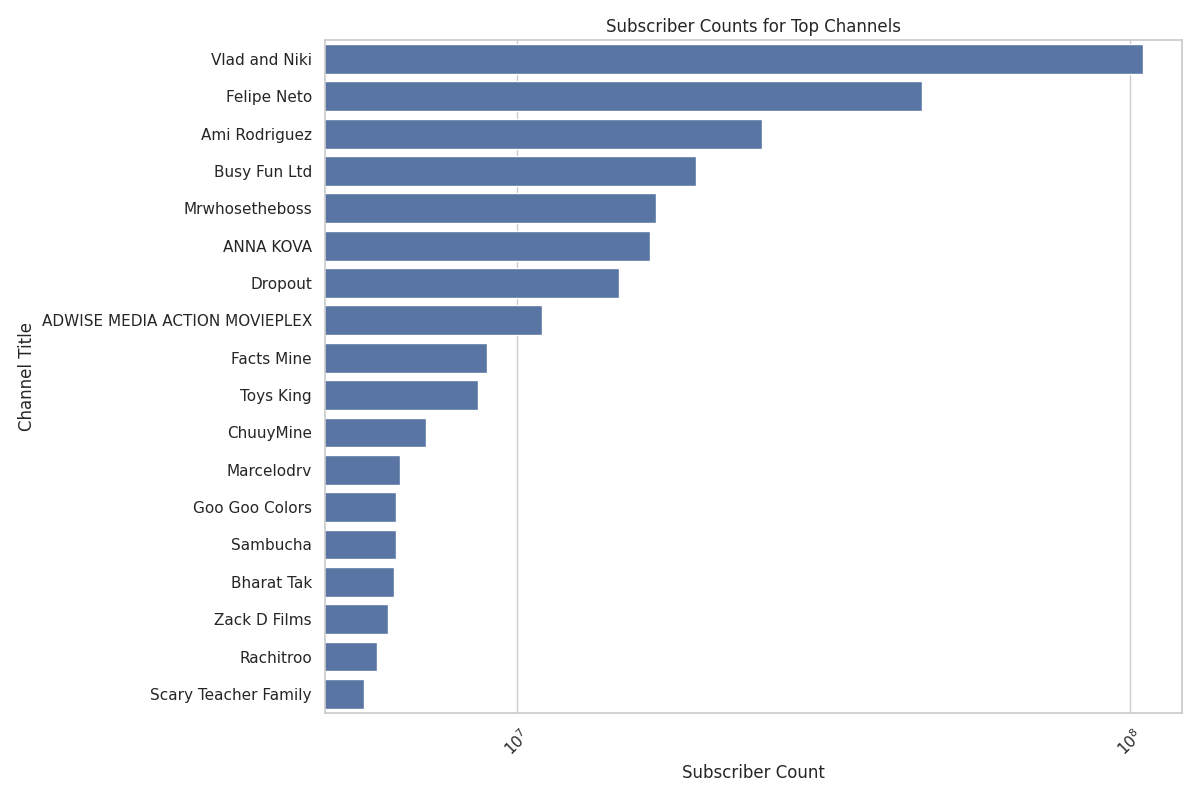 Subscriber Counts for Top Channels
Channel Title
Vlad and Niki
Felipe Neto
Ami Rodriguez
Busy Fun Ltd
Mrwhosetheboss
ANNA KOVA
Dropout
ADWISE MEDIA ACTION MOVIEPLEX
Facts Mine
Toys King
ChuuyMine
Marcelodrv
Goo Goo Colors
Sambucha
Bharat Tak
Zack D Films
Rachitroo
Scary Teacher Family
10⁷
10⁸
Subscriber Count